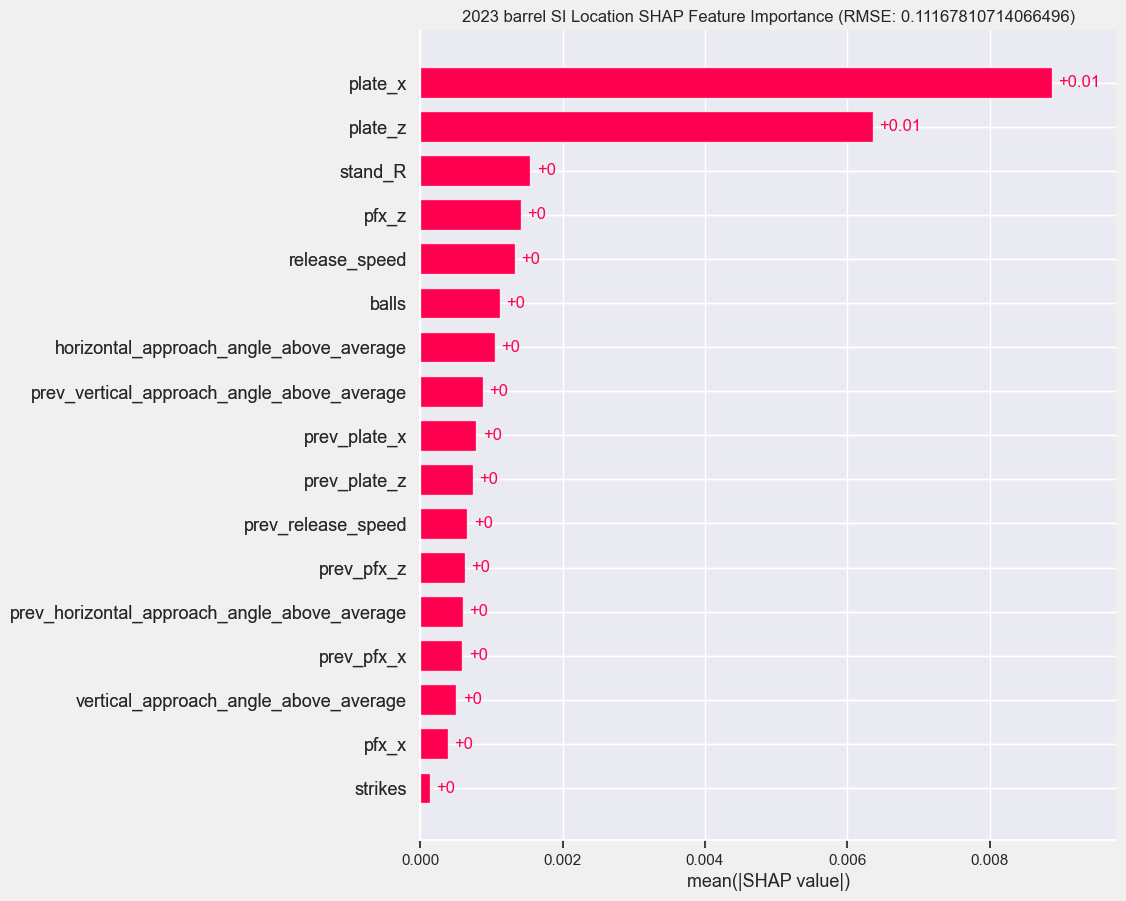 2023 barrel SI Location SHAP Feature Importance (RMSE: 0.11167810714066496)
plate_x +0.01
plate_z +0.01
stand_R +0
pfx_z +0
release_speed +0
balls +0
horizontal_approach_angle_above_average +0
prev_vertical_approach_angle_above_average +0
prev_plate_x +0
prev_plate_z +0
prev_release_speed +0
prev_pfx_z +0
prev_horizontal_approach_angle_above_average +0
prev_pfx_x +0
vertical_approach_angle_above_average +0
pfx_x +0
strikes +0
0.000 0.002 0.004 0.006 0.008
mean(|SHAP value|)